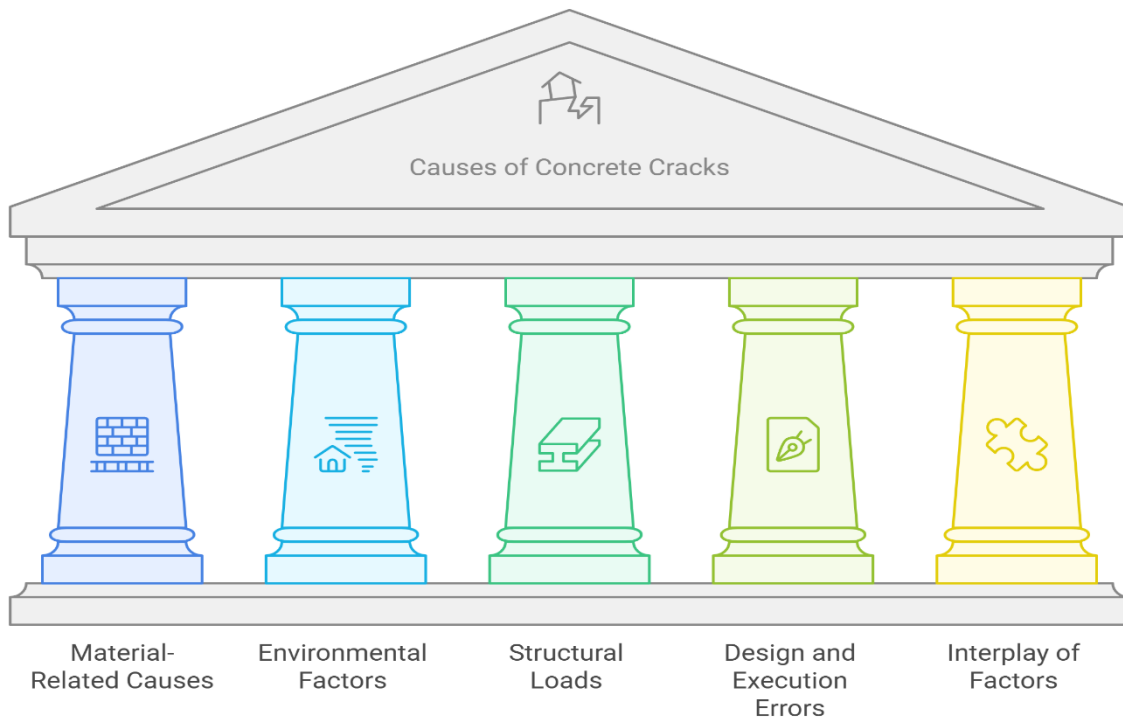 Causes of Concrete Cracks
Material-
Related Causes
Environmental
Factors
Structural
Loads
Design and
Execution
Errors
Interplay of
Factors